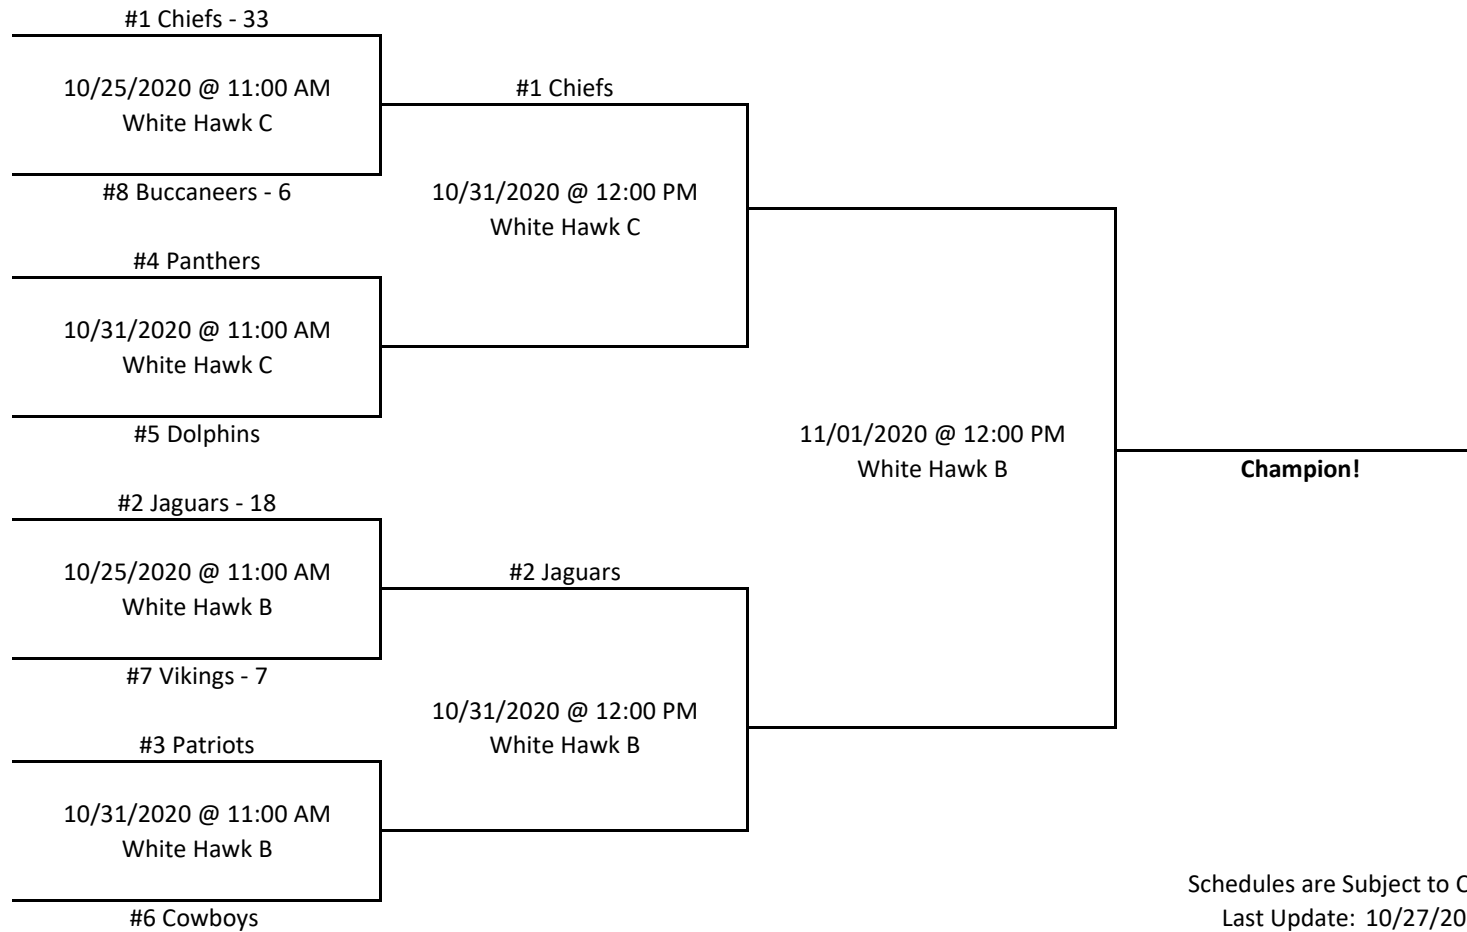 #1 Chiefs - 33
10/25/2020 @ 11:00 AM
White Hawk C
#8 Buccaneers - 6
#4 Panthers
10/31/2020 @ 11:00 AM
White Hawk C
#5 Dolphins
#2 Jaguars - 18
10/25/2020 @ 11:00 AM
White Hawk B
#7 Vikings - 7
#3 Patriots
10/31/2020 @ 11:00 AM
White Hawk B
#6 Cowboys
#1 Chiefs
10/31/2020 @ 12:00 PM
White Hawk C
#2 Jaguars
10/31/2020 @ 12:00 PM
White Hawk B
11/01/2020 @ 12:00 PM
White Hawk B
Champion!
Schedules are Subject to
Last Update: 10/27/20